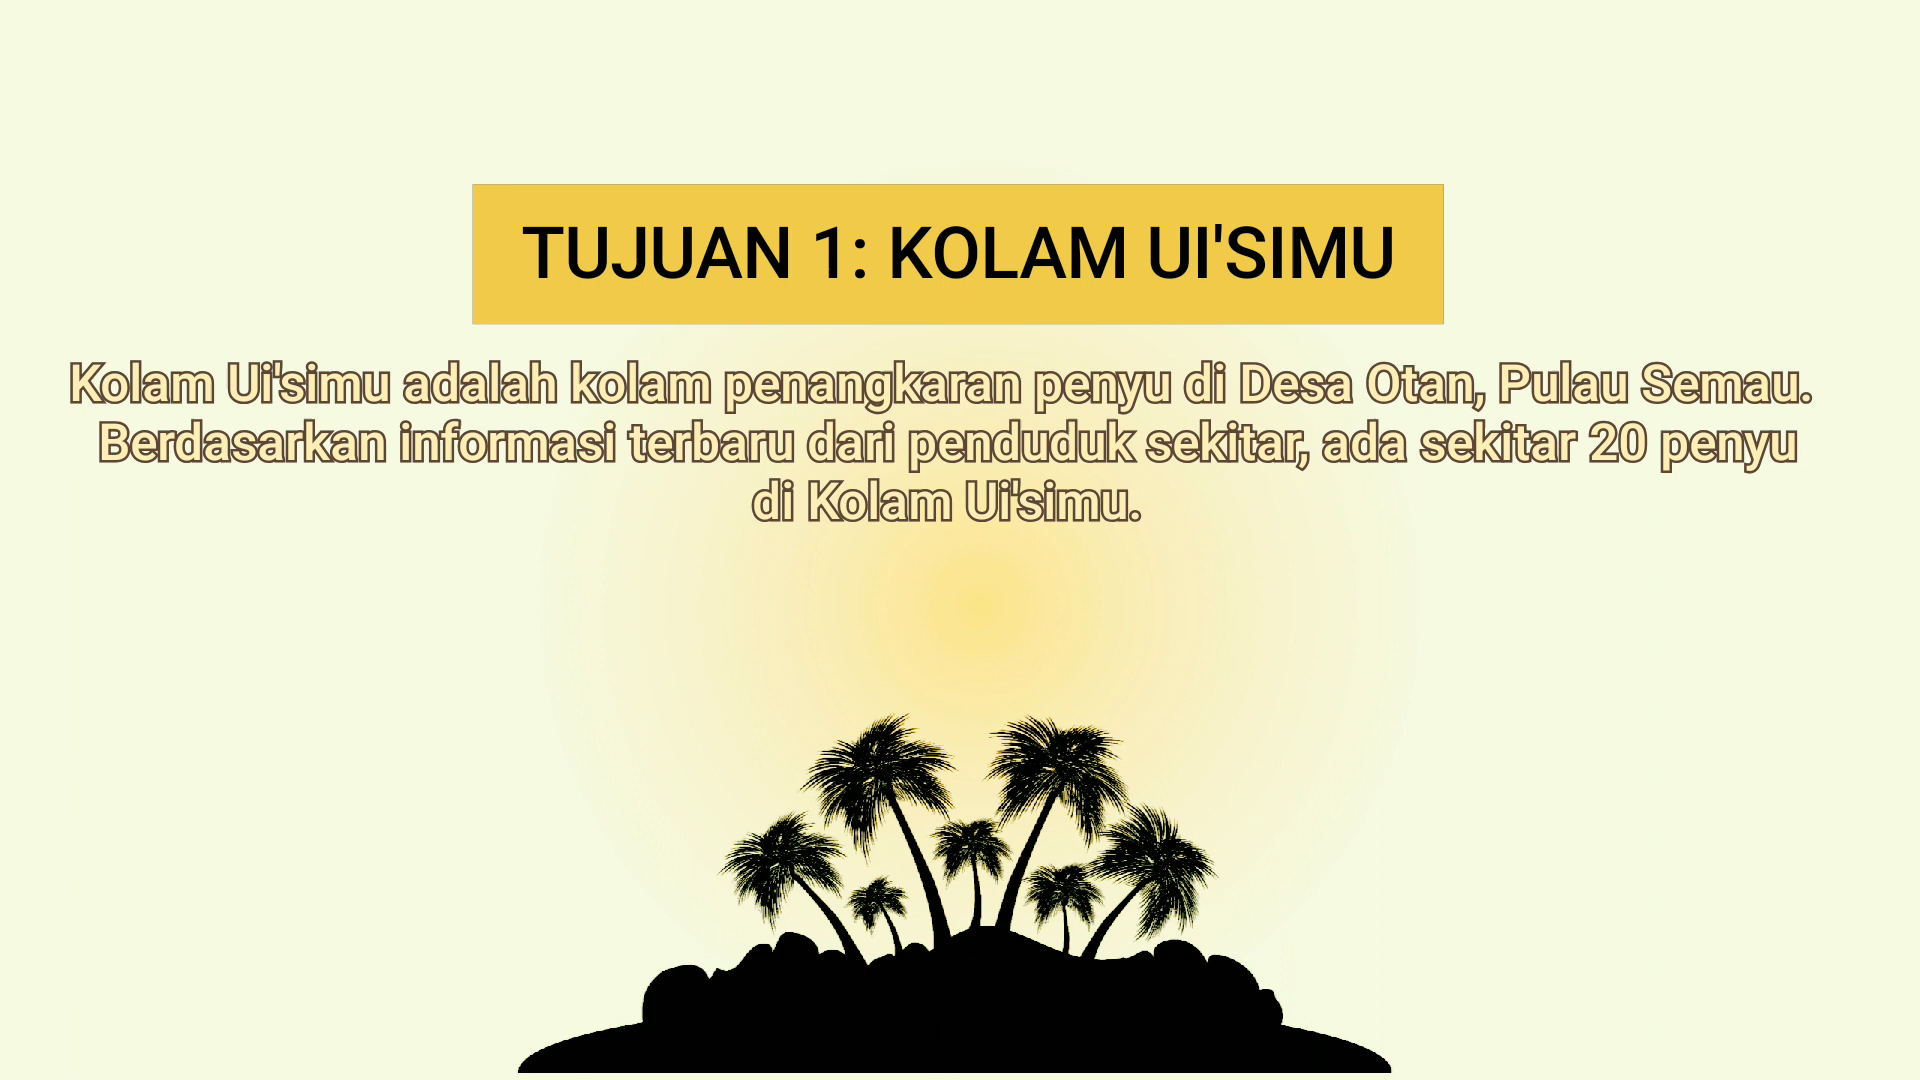 TUJUAN 1: KOLAM UI'SIMU
Kolam Ui'simu adalah kolam penangkaran penyu di Desa Otan, Pulau Semau.
Berdasarkan informasi terbaru dari penduduk sekitar, ada sekitar 20 penyu
di Kolam Ui'simu.